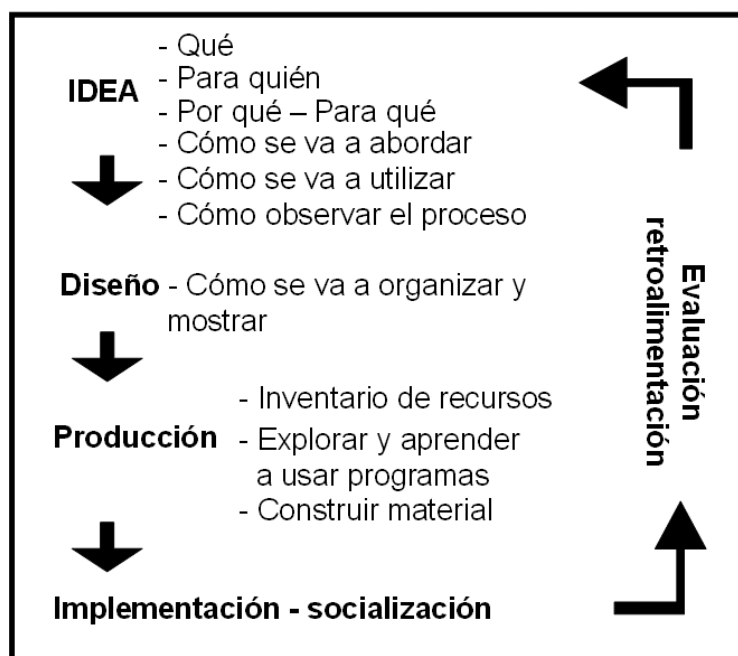 - Qué
IDEA - Para quién
- Por qué – Para qué
- Cómo se va a abordar
- Cómo se va a utilizar
- Cómo observar el proceso
Diseño - Cómo se va a organizar y
mostrar
- Inventario de recursos
Producción - Explorar y aprender
a usar programas
- Construir material
Implementación - socialización
Evaluación
retroalimentación